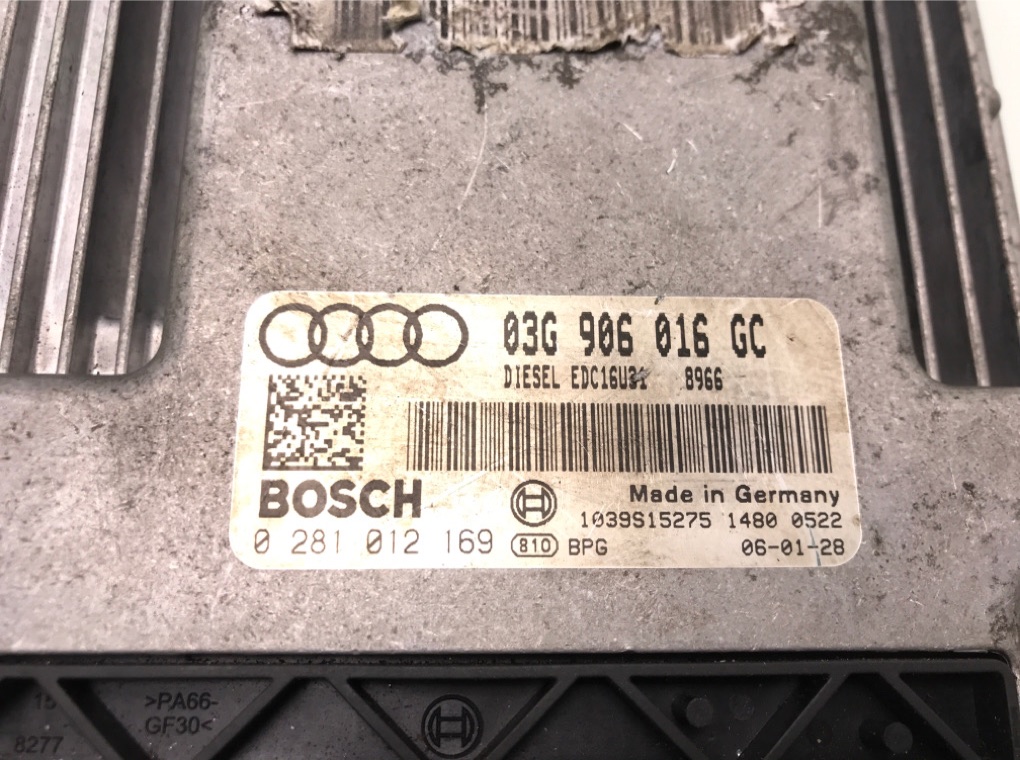 03G 906 016 GC
DIESEL EDC16U31 8966
BOSCH
Made in Germany
1039S15275 1480 0522
0 281 012 169 810 BPG 06-01-28
15
>PA66-
GF30<
8277